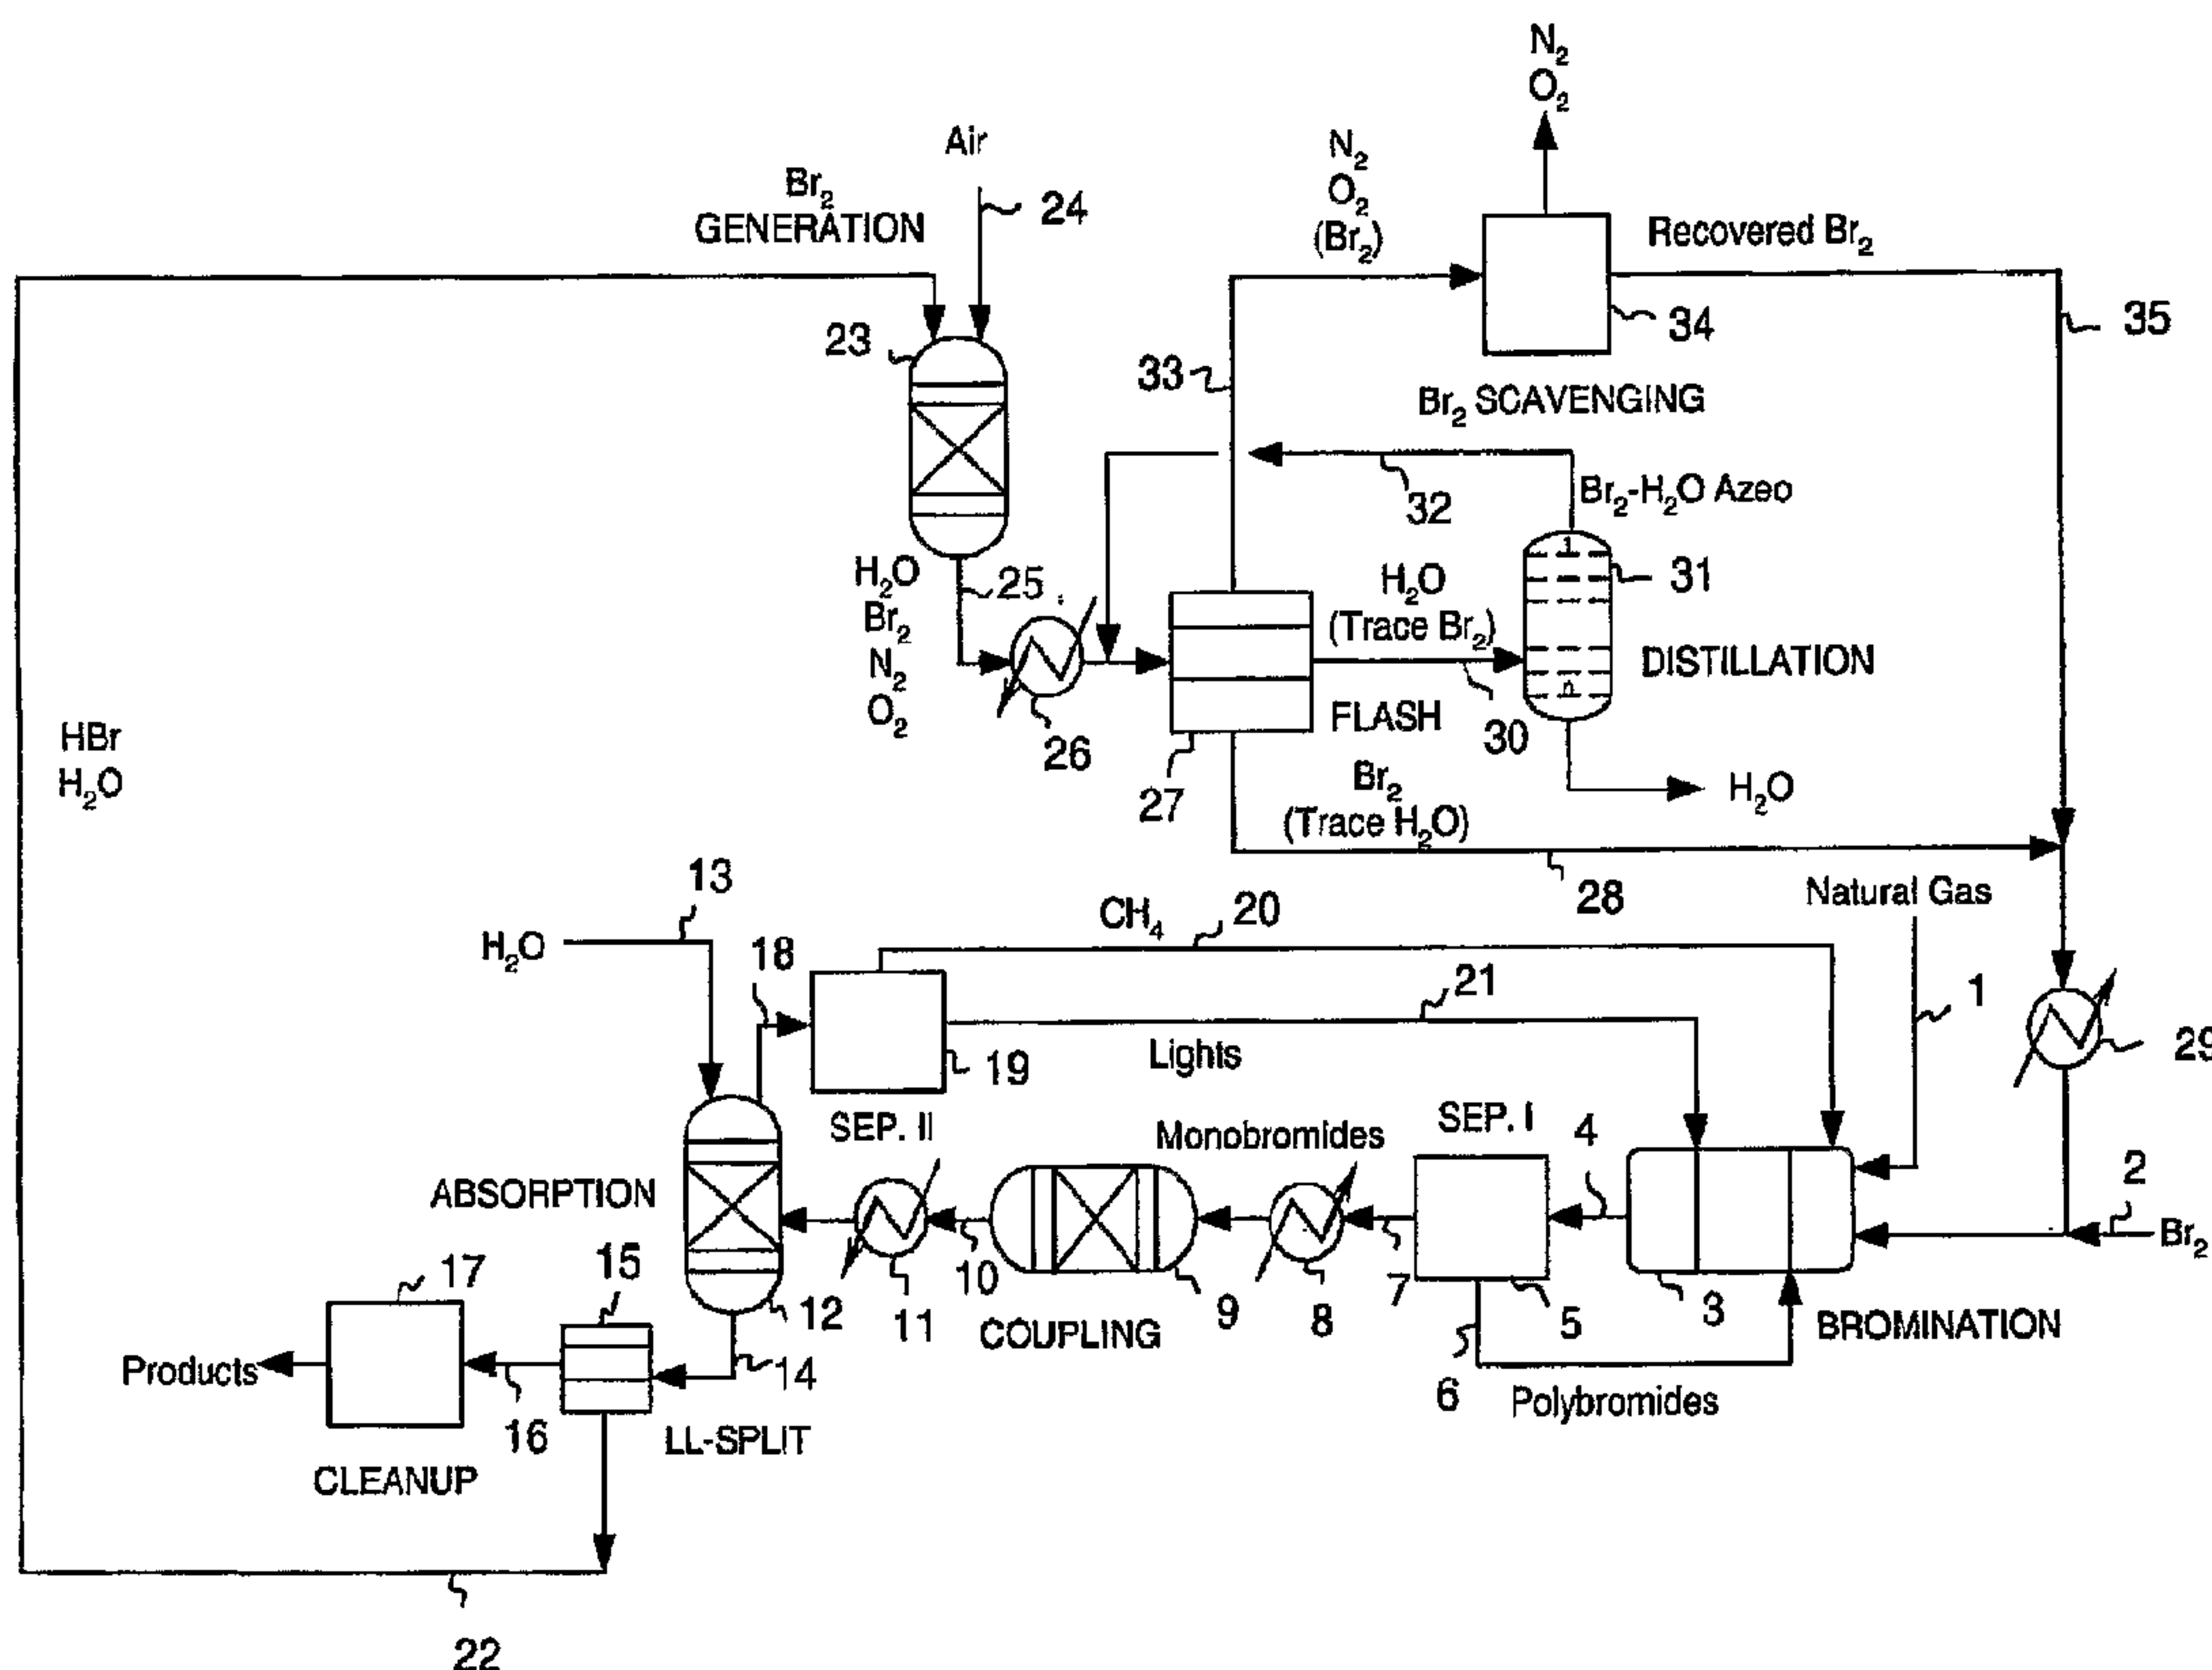 N₂
O₂
Air
N₂
O₂
(Br₂)
Br₂
GENERATION
24
Recovered Br₂
23
34
35
33
Br₂ SCAVENGING
32
Br₂-H₂O Azeo
H₂O
Br₂
N₂
O₂
25
H₂O
(Trace Br₂)
31
DISTILLATION
26
FLASH
30
27
Br₂
(Trace H₂O)
H₂O
HBr
H₂O
13
H₂O
18
CH₄
20
28
Natural Gas
1
21
19
Lights
29
SEP. II
Monobromides
SEP. I
4
2
ABSORPTION
Br₂
17
15
12
11
10
9
8
7
5
3
COUPLING
BROMINATION
Products
14
16
6
Polybromides
LL-SPLIT
CLEANUP
22